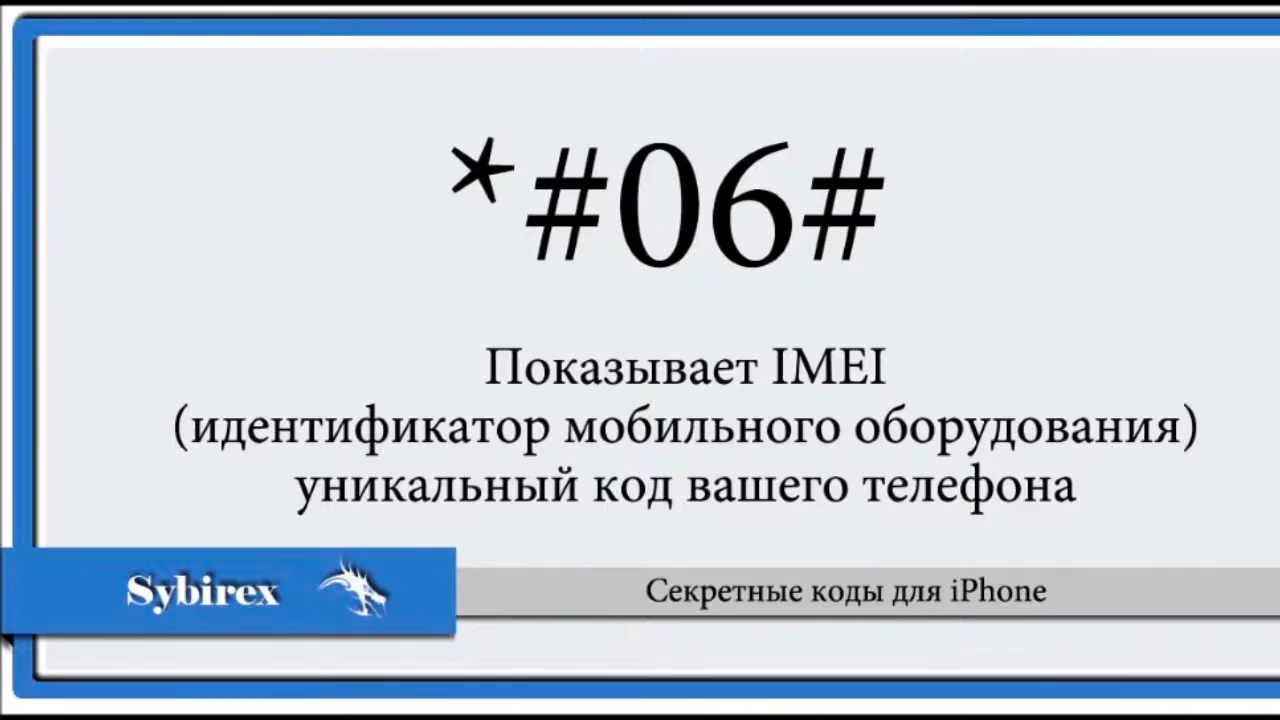 *#06#
Показывает IMEI
(идентификатор мобильного оборудования)
уникальный код вашего телефона
Sybirex
Секретные коды для iPhone